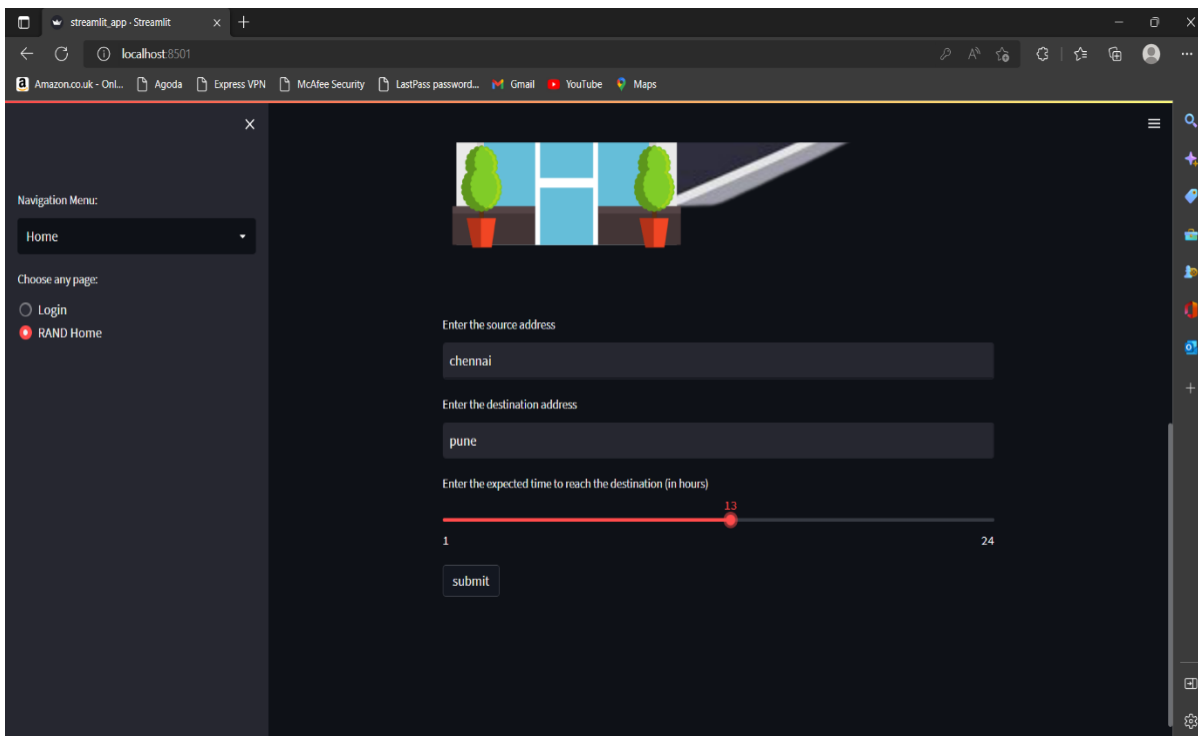 streamlit_app · Streamlit
localhost:8501
Amazon.co.uk - Onl... Agoda Express VPN McAfee Security LastPass password... Gmail YouTube Maps
Navigation Menu:
Home
Choose any page:
Login
RAND Home
Enter the source address
chennai
Enter the destination address
pune
Enter the expected time to reach the destination (in hours)
13
1 24
submit